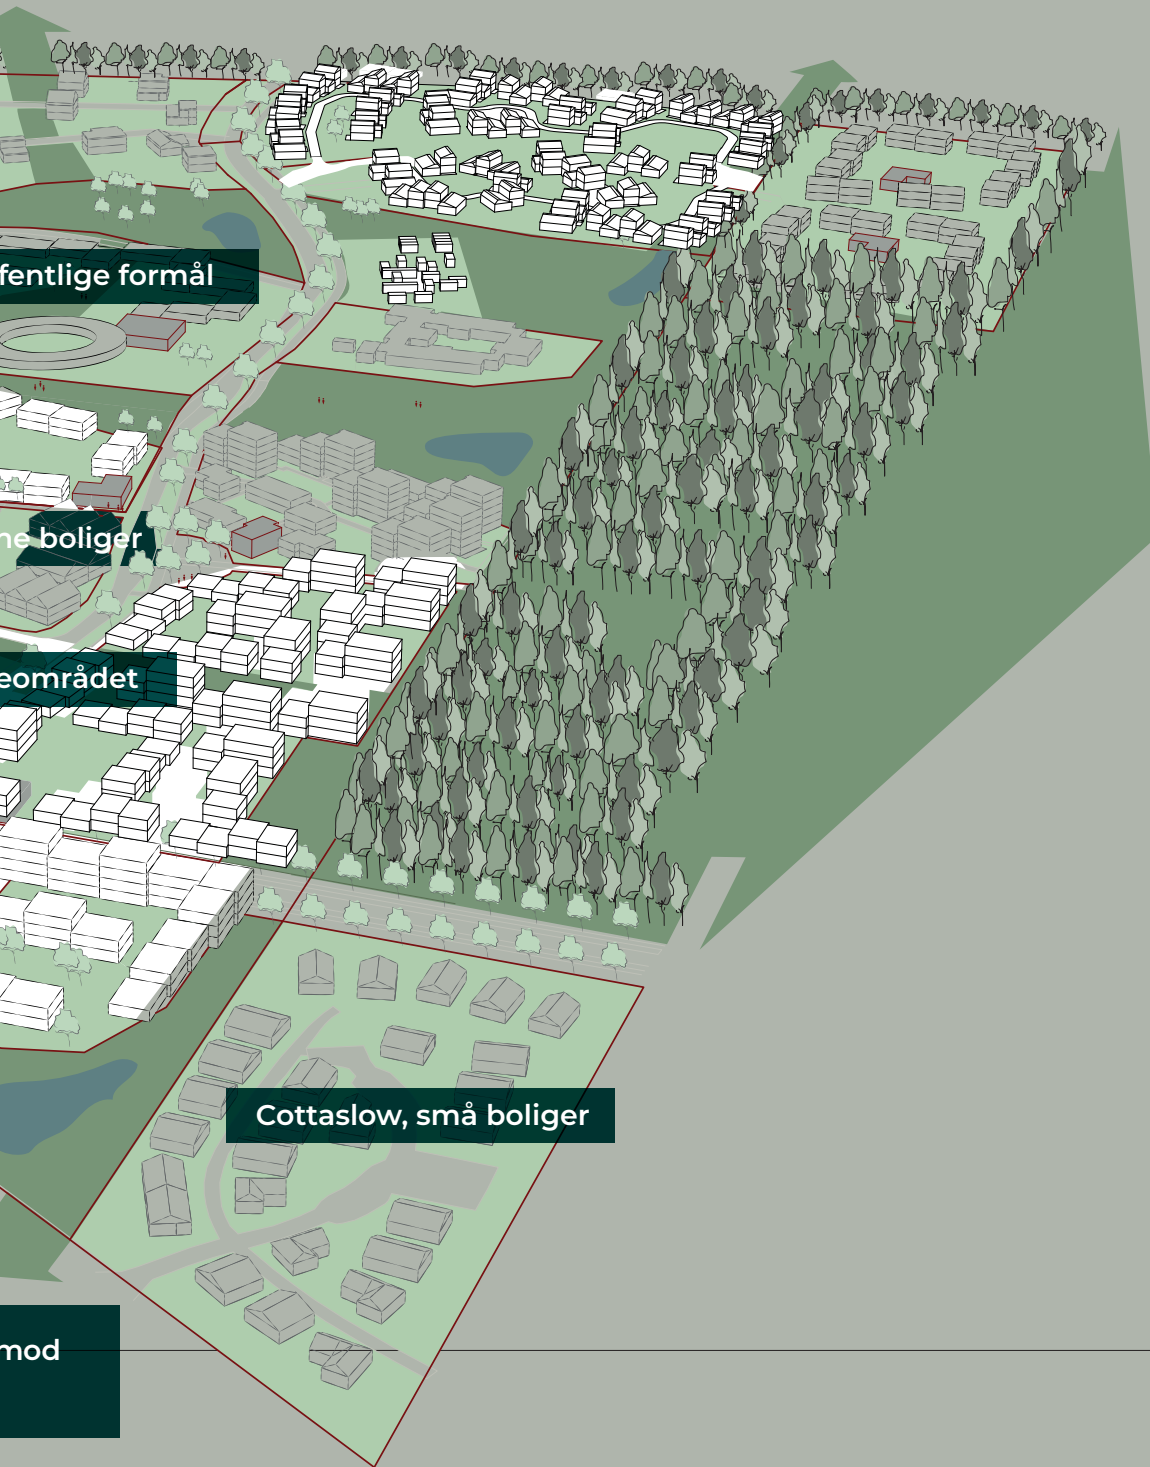 fentlige formål
ne boliger
eområdet
Cottaslow, små boliger
mod